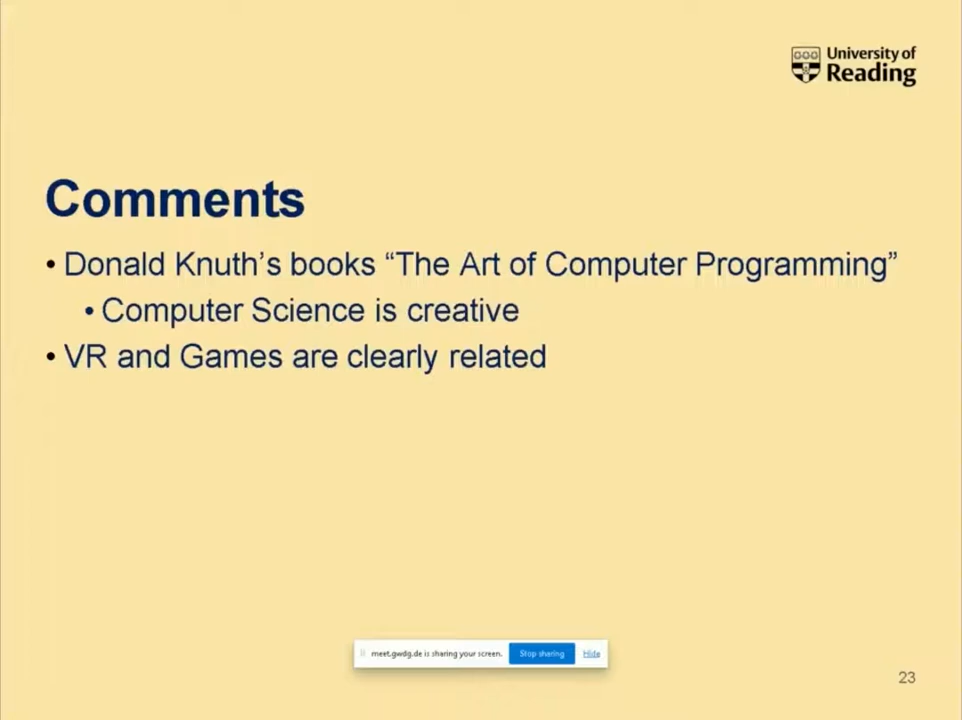 University of
Reading
Comments
• Donald Knuth's books “The Art of Computer Programming”
• Computer Science is creative
• VR and Games are clearly related
meet.gwdg.de is sharing your screen. Stop sharing Hide
23